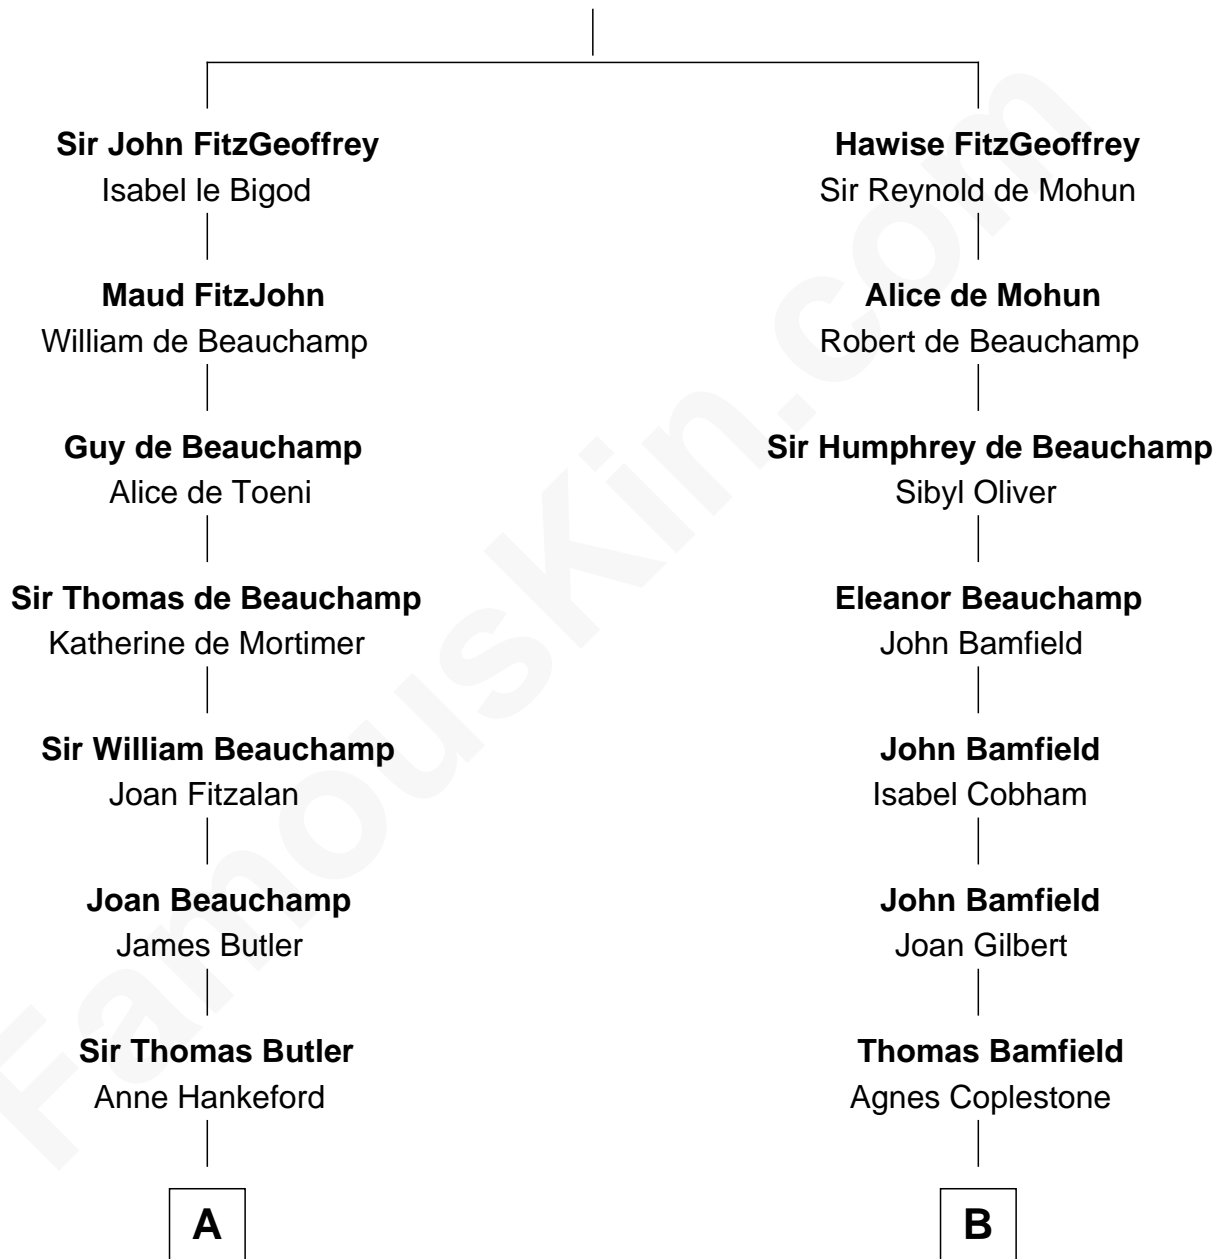 Sir John FitzGeoffrey
Isabel le Bigod
Maud FitzJohn
William de Beauchamp
Guy de Beauchamp
Alice de Toeni
Sir Thomas de Beauchamp
Katherine de Mortimer
Sir William Beauchamp
Joan Fitzalan
Joan Beauchamp
James Butler
Sir Thomas Butler
Anne Hankeford
A
Hawise FitzGeoffrey
Sir Reynold de Mohun
Alice de Mohun
Robert de Beauchamp
Sir Humphrey de Beauchamp
Sibyl Oliver
Eleanor Beauchamp
John Bamfield
John Bamfield
Isabel Cobham
John Bamfield
Joan Gilbert
Thomas Bamfield
Agnes Coplestone
B
FamousKin.com